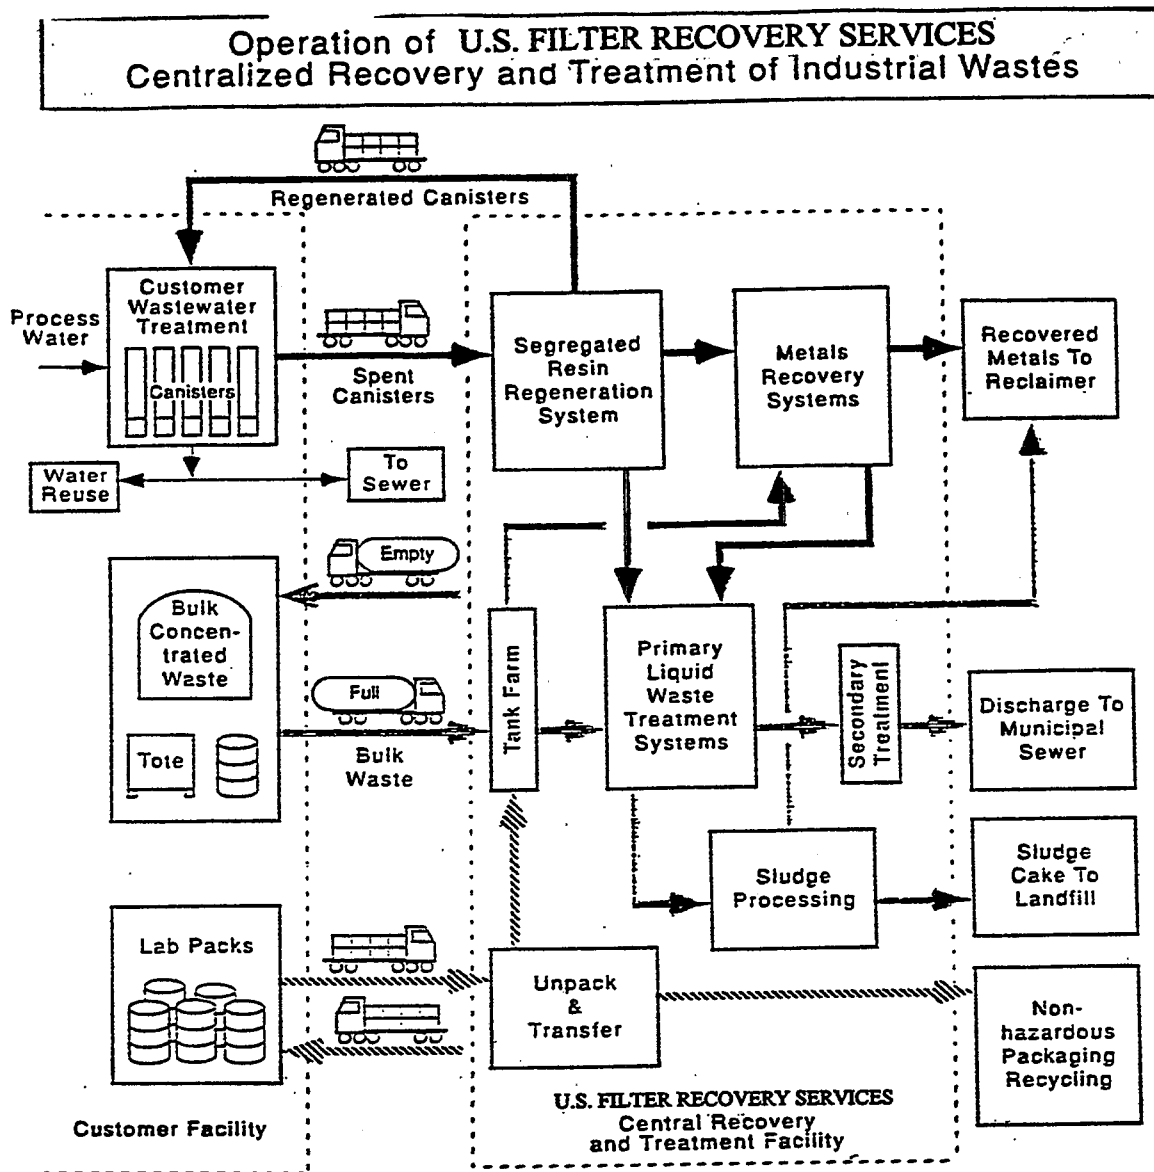 Operation of U.S. FILTER RECOVERY SERVICES
Centralized Recovery and Treatment of Industrial Wastes
Regenerated Canisters
Customer
Wastewater
Treatment
Canisters
Process
Water
Spent
Canisters
Segregated
Resin
Regeneration
System
Metals
Recovery
Systems
Recovered
Metals To
Reclaimer
Water
Reuse
To
Sewer
Empty
Bulk
Concen-
trated
Waste
Full
Tote
Bulk
Waste
Tank Farm
Primary
Liquid
Waste
Treatment
Systems
Secondary
Treatment
Discharge To
Municipal
Sewer
Sludge
Processing
Sludge
Cake To
Landfill
Lab Packs
Unpack
&
Transfer
Non-
hazardous
Packaging
Recycling
Customer Facility
U.S. FILTER RECOVERY SERVICES
Central Recovery
and Treatment Facility